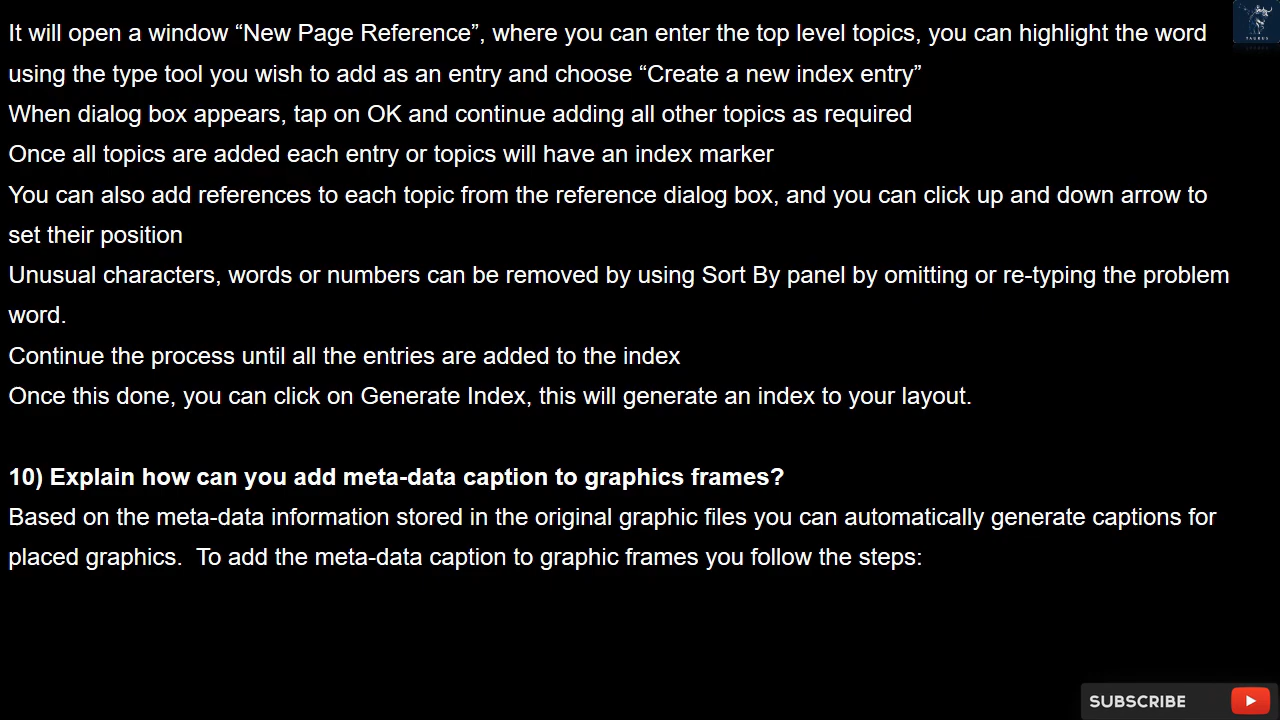 It will open a window “New Page Reference”, where you can enter the top level topics, you can highlight the word
using the type tool you wish to add as an entry and choose “Create a new index entry”
When dialog box appears, tap on OK and continue adding all other topics as required
Once all topics are added each entry or topics will have an index marker
You can also add references to each topic from the reference dialog box, and you can click up and down arrow to
set their position
Unusual characters, words or numbers can be removed by using Sort By panel by omitting or re-typing the problem
word.
Continue the process until all the entries are added to the index
Once this done, you can click on Generate Index, this will generate an index to your layout.
10) Explain how can you add meta-data caption to graphics frames?
Based on the meta-data information stored in the original graphic files you can automatically generate captions for
placed graphics.  To add the meta-data caption to graphic frames you follow the steps:
SUBSCRIBE